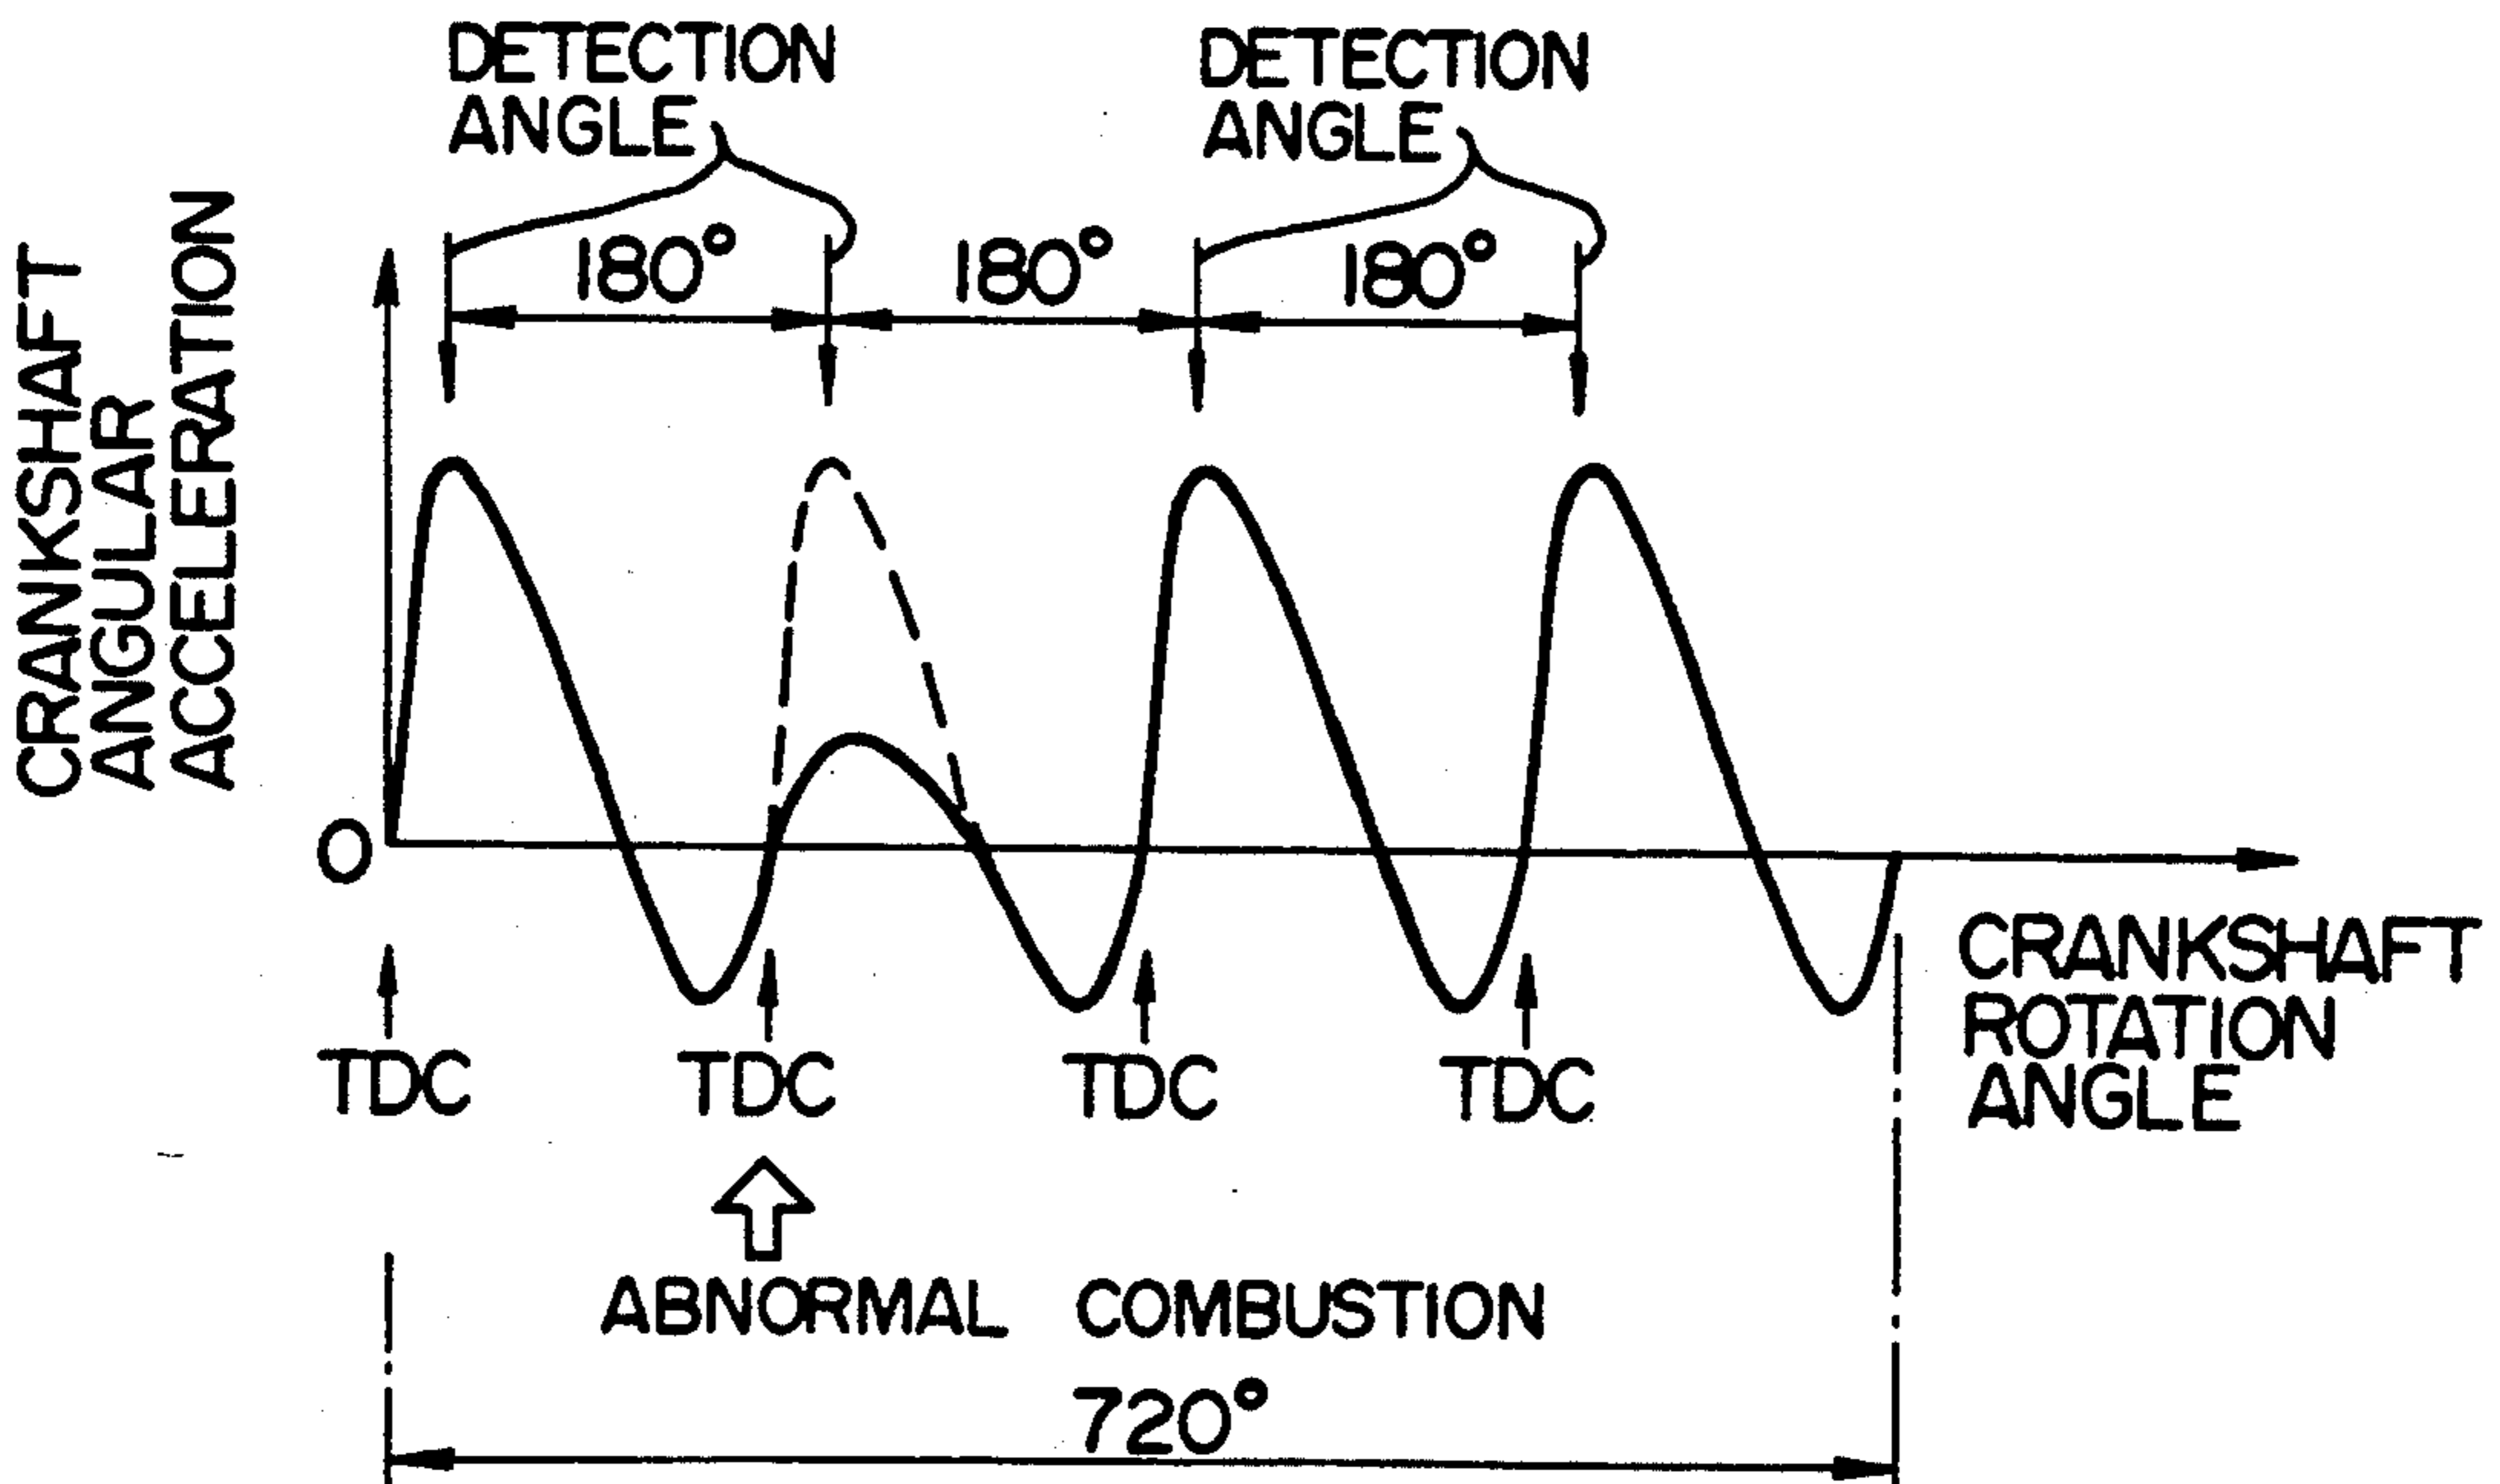 DETECTION
ANGLE
DETECTION
ANGLE
180°
180°
180°
CRANKSHAFT
ANGULAR
ACCELERATION
0
CRANKSHAFT
ROTATION
ANGLE
TDC
TDC
TDC
TDC
ABNORMAL COMBUSTION
720°